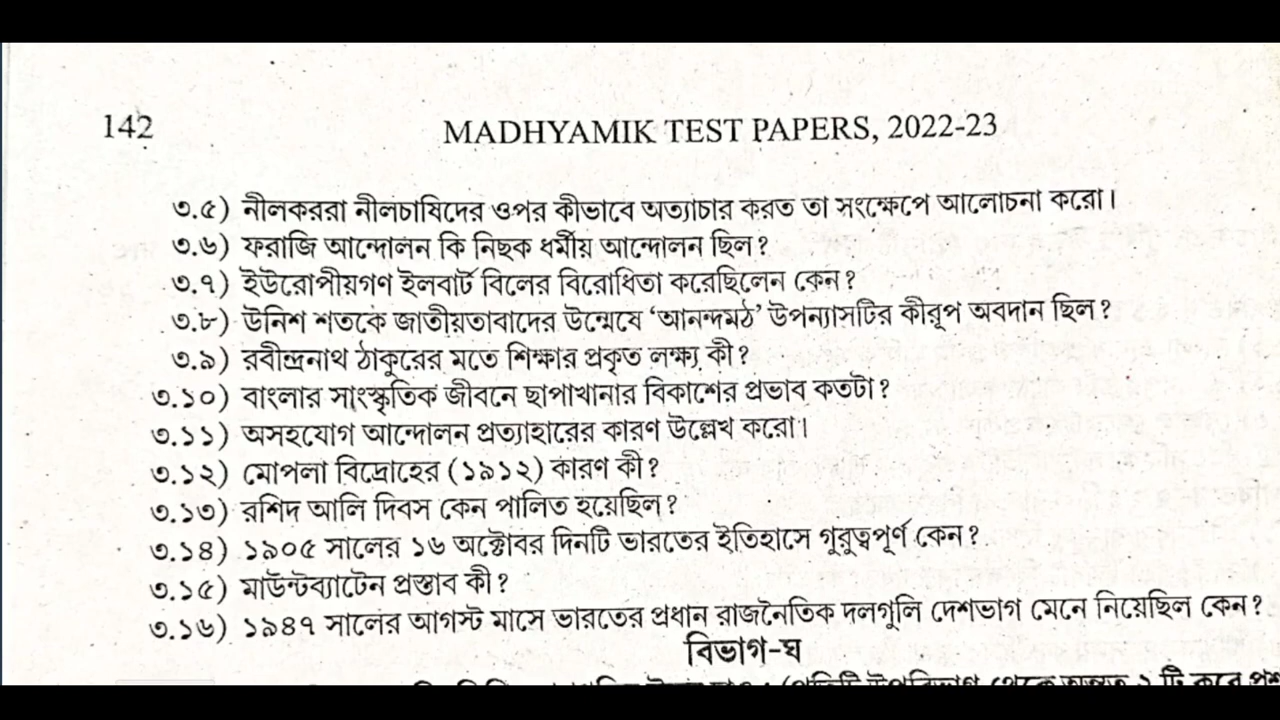 142
MADHYAMIK TEST PAPERS, 2022-23
৩.৫) নীলকররা নীলচাষিদের ওপর কীভাবে অত্যাচার করত তা সংক্ষেপে আলোচনা করো।
৩.৬) ফরাজি আন্দোলন কি নিছক ধর্মীয় আন্দোলন ছিল?
৩.৭) ইউরোপীয়গণ ইলবার্ট বিলের বিরোধিতা করেছিলেন কেন?
৩.৮) উনিশ শতকে জাতীয়তাবাদের উন্মেষে ‘আনন্দমঠ’ উপন্যাসটির কীরূপ অবদান ছিল?
৩.৯) রবীন্দ্রনাথ ঠাকুরের মতে শিক্ষার প্রকৃত লক্ষ্য কী?
৩.১০) বাংলার সাংস্কৃতিক জীবনে ছাপাখানার বিকাশের প্রভাব কতটা?
৩.১১) অসহযোগ আন্দোলন প্রত্যাহারের কারণ উল্লেখ করো।
৩.১২) মোপলা বিদ্রোহের (১৯১২) কারণ কী?
৩.১৩) রশিদ আলি দিবস কেন পালিত হয়েছিল?
৩.১৪) ১৯০৫ সালের ১৬ অক্টোবর দিনটি ভারতের ইতিহাসে গুরুত্বপূর্ণ কেন?
৩.১৫) মাউন্টব্যাটেন প্রস্তাব কী?
৩.১৬) ১৯৪৭ সালের আগস্ট মাসে ভারতের প্রধান রাজনৈতিক দলগুলি দেশভাগ মেনে নিয়েছিল কেন?
বিভাগ-ঘ